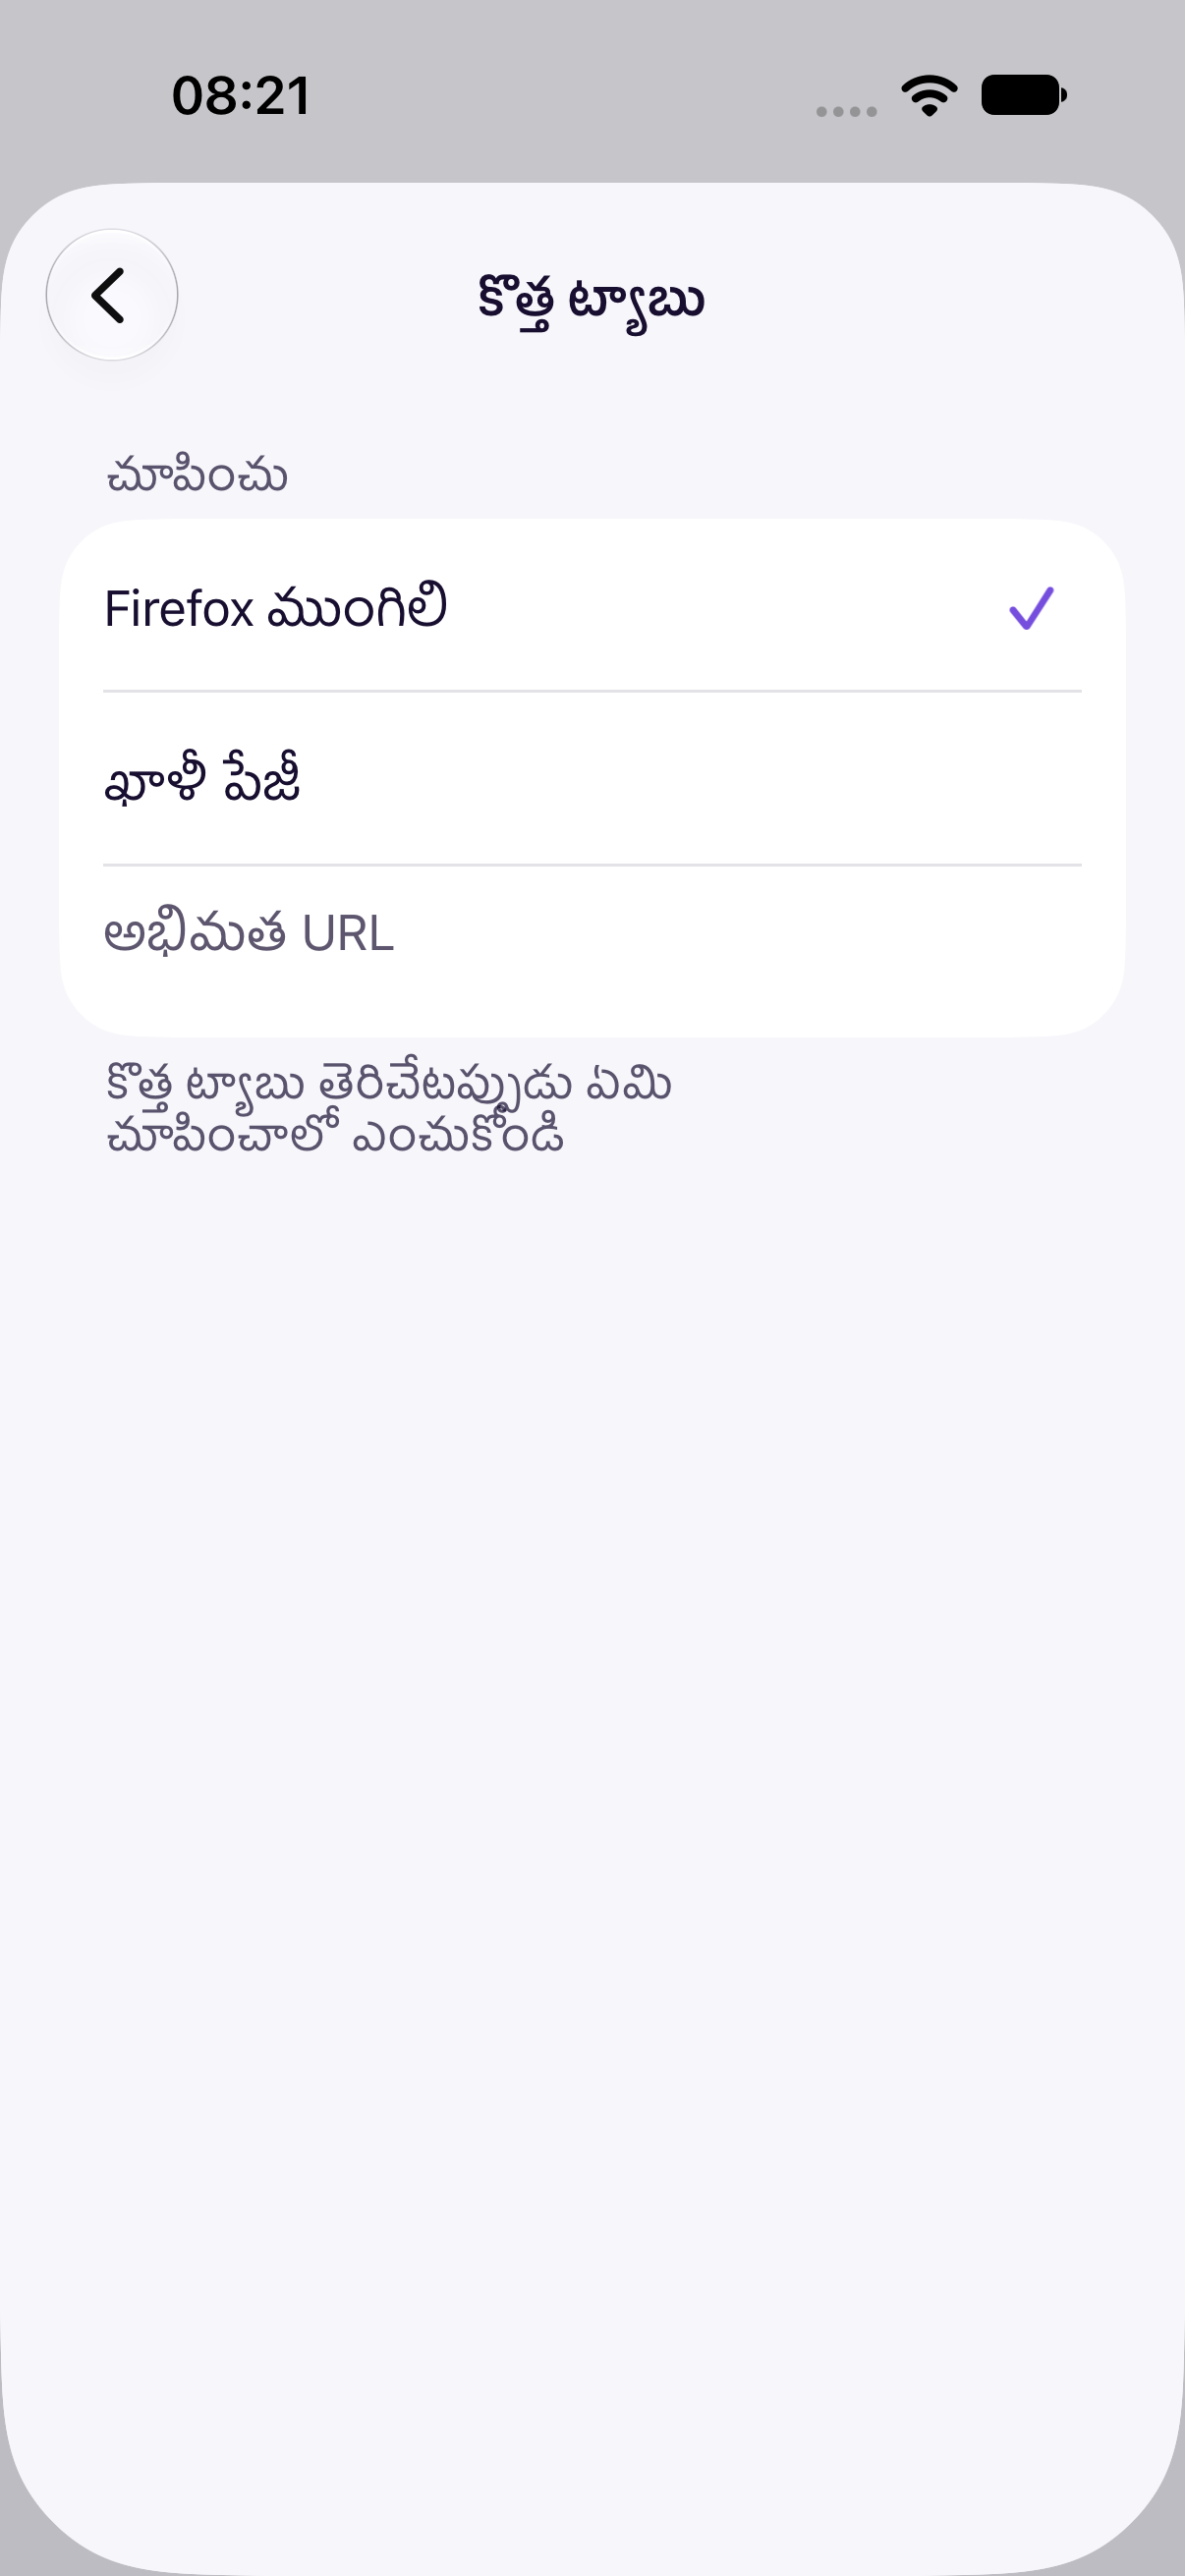 08:21
కొత్త ట్యాబు
చూపించు
Firefox ముంగిలి
ఖాళీ పేజీ
అభిమత URL
కొత్త ట్యాబు తెరిచేటప్పుడు ఏమి
చూపించాలో ఎంచుకోండి